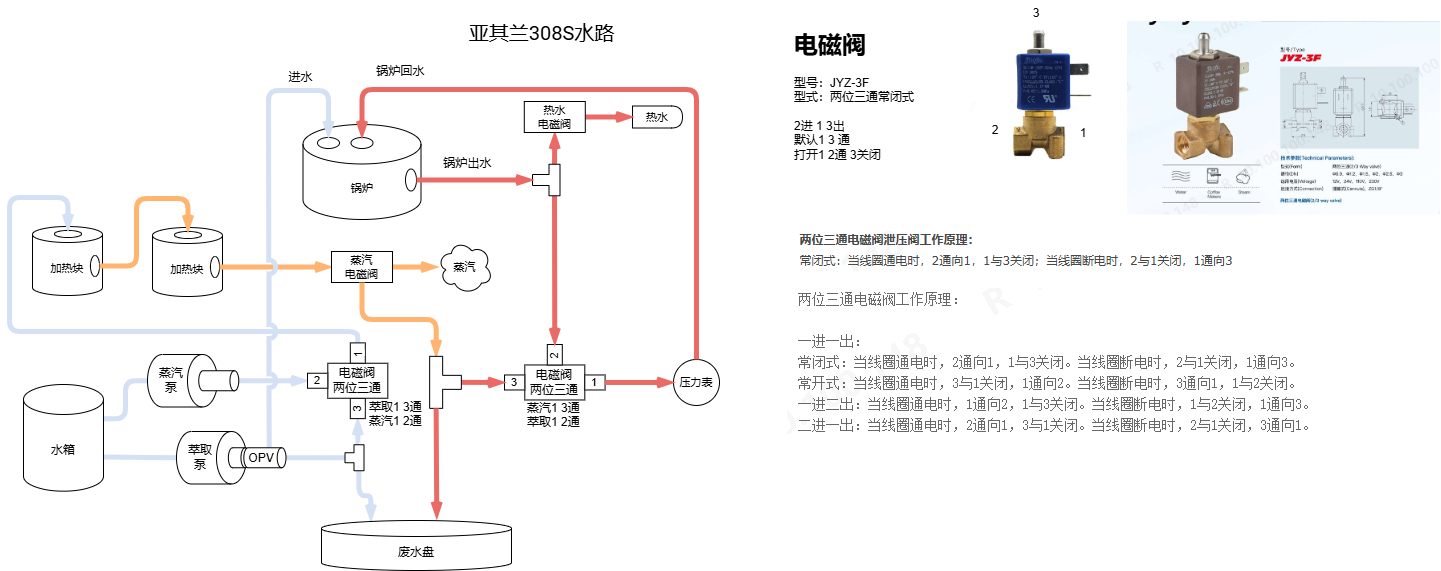 亚其兰308S水路
进水
锅炉回水
热水
电磁阀
热水
锅炉出水
锅炉
加热块
加热块
蒸汽
电磁阀
蒸汽
蒸汽
泵
1
2
电磁阀
两位三通
3
萃取1 3通
蒸汽1 2通
2
3
电磁阀
两位三通
1
蒸汽1 3通
萃取1 2通
压力表
水箱
萃取
泵
OPV
废水盘
电磁阀
型号：JYZ-3F
型式：两位三通常闭式
2进 1 3出
默认1 3 通
打开1 2通 3关闭
3
2
1
型号/Type
JYZ-3F
技术参数(Technical Parameters):
Water
Coffee
Makers
Steam
两位三通电磁阀泄压阀工作原理：
常闭式：当线圈通电时，2通向1，1与3关闭；当线圈断电时，2与1关闭，1通向3
两位三通电磁阀工作原理：
一进一出：
常闭式：当线圈通电时，2通向1，1与3关闭。当线圈断电时，2与1关闭，1通向3。
常开式：当线圈通电时，3与1关闭，1通向2。当线圈断电时，3通向1，1与2关闭。
一进二出：当线圈通电时，1通向2，1与3关闭。当线圈断电时，1与2关闭，1通向3。
二进一出：当线圈通电时，2通向1，3与1关闭。当线圈断电时，2与1关闭，3通向1。